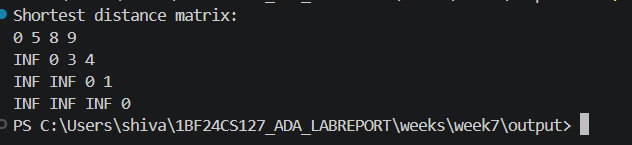 Shortest distance matrix:
0 5 8 9
INF 0 3 4
INF INF 0 1
INF INF INF 0
PS C:\Users\shiva\1BF24CS127_ADA_LABREPORT\weeks\week7\output>